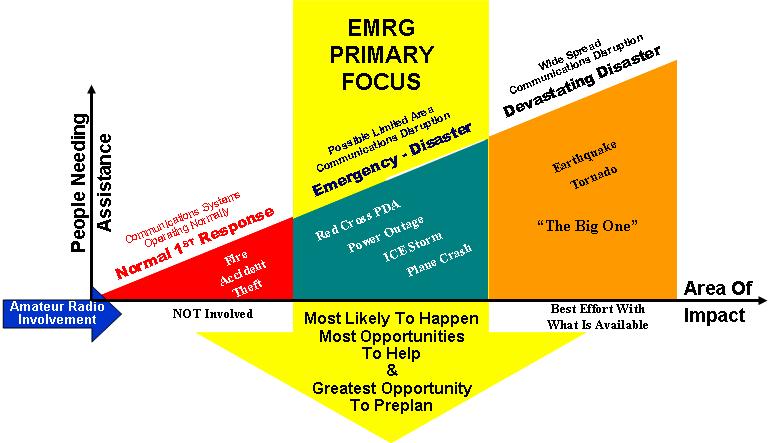 EMRG
PRIMARY
FOCUS
People Needing
Assistance
Communications Systems
Operating Normally
Normal 1ST Response
Fire
Accident
Theft
Possible Limited Area
Communications Disruption
Emergency - Disaster
Red Cross PDA
Power Outage
ICE Storm
Plane Crash
Wide Spread
Communications Disruption
Devastating Disaster
Earthquake
Tornado
“The Big One”
Area Of
Impact
Amateur Radio
Involvement
NOT Involved
Most Likely To Happen
Most Opportunities
To Help
&
Greatest Opportunity
To Preplan
Best Effort With
What Is Available